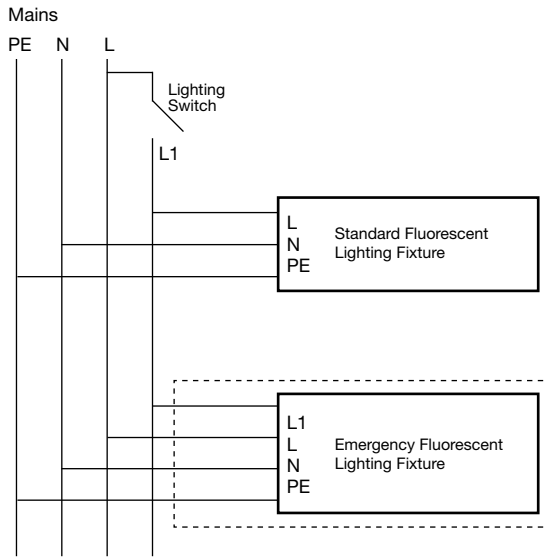 Mains
PE N L
Lighting
Switch
L1
L
N
PE
Standard Fluorescent
Lighting Fixture
L1
L
N
PE
Emergency Fluorescent
Lighting Fixture